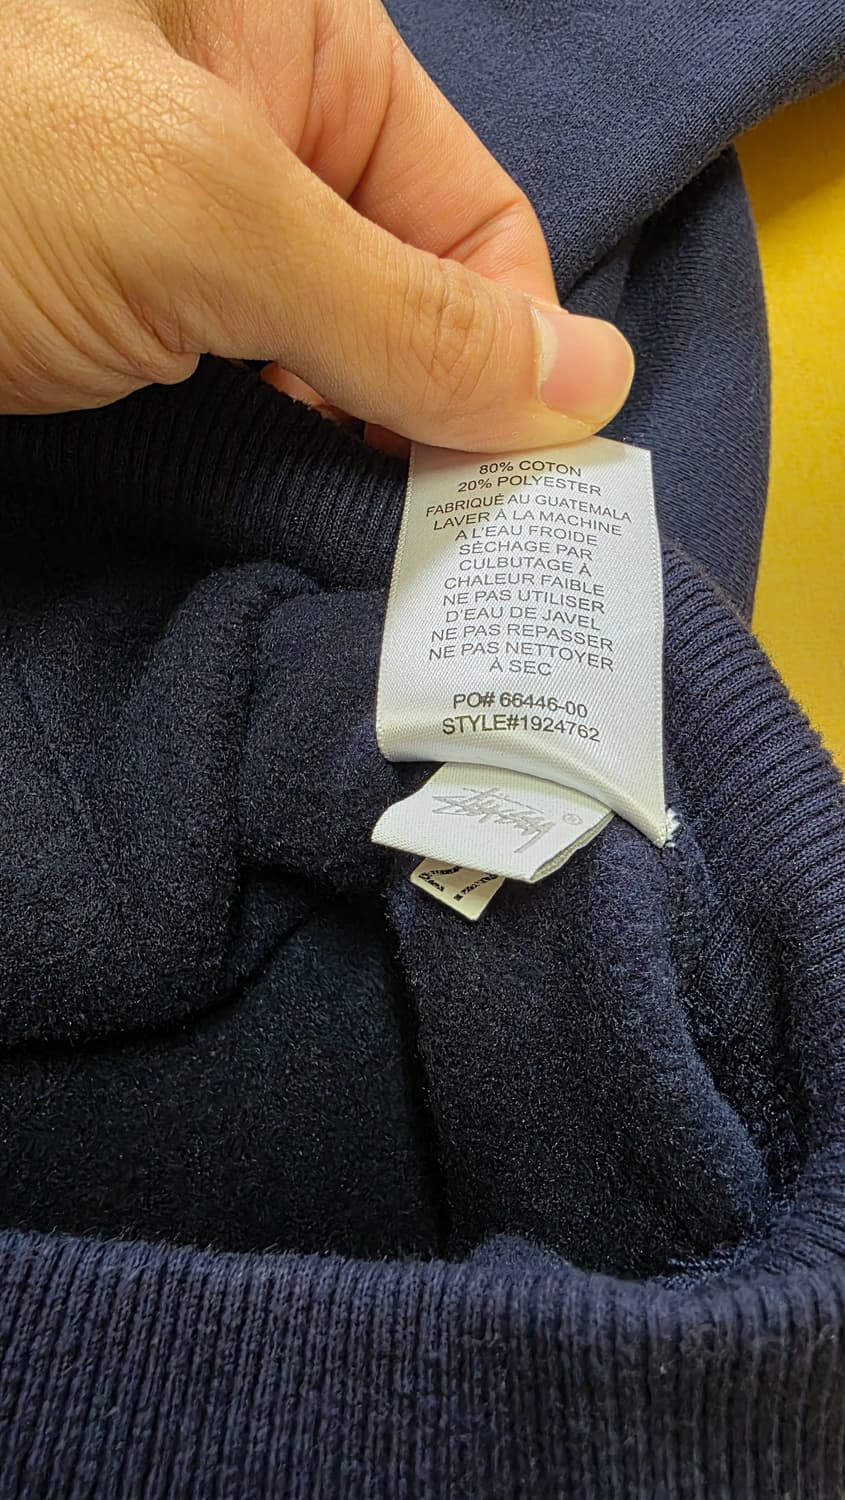 80% COTON
20% POLYESTER
FABRIQUÉ AU GUATEMALA
LAVER À LA MACHINE
A L'EAU FROIDE
SÉCHAGE PAR
CULBUTAGE À
CHALEUR FAIBLE
NE PAS UTILISER
D'EAU DE JAVEL
NE PAS REPASSER
NE PAS NETTOYER
À SEC
PO# 66446-00
STYLE#1924762
Stüssy ®